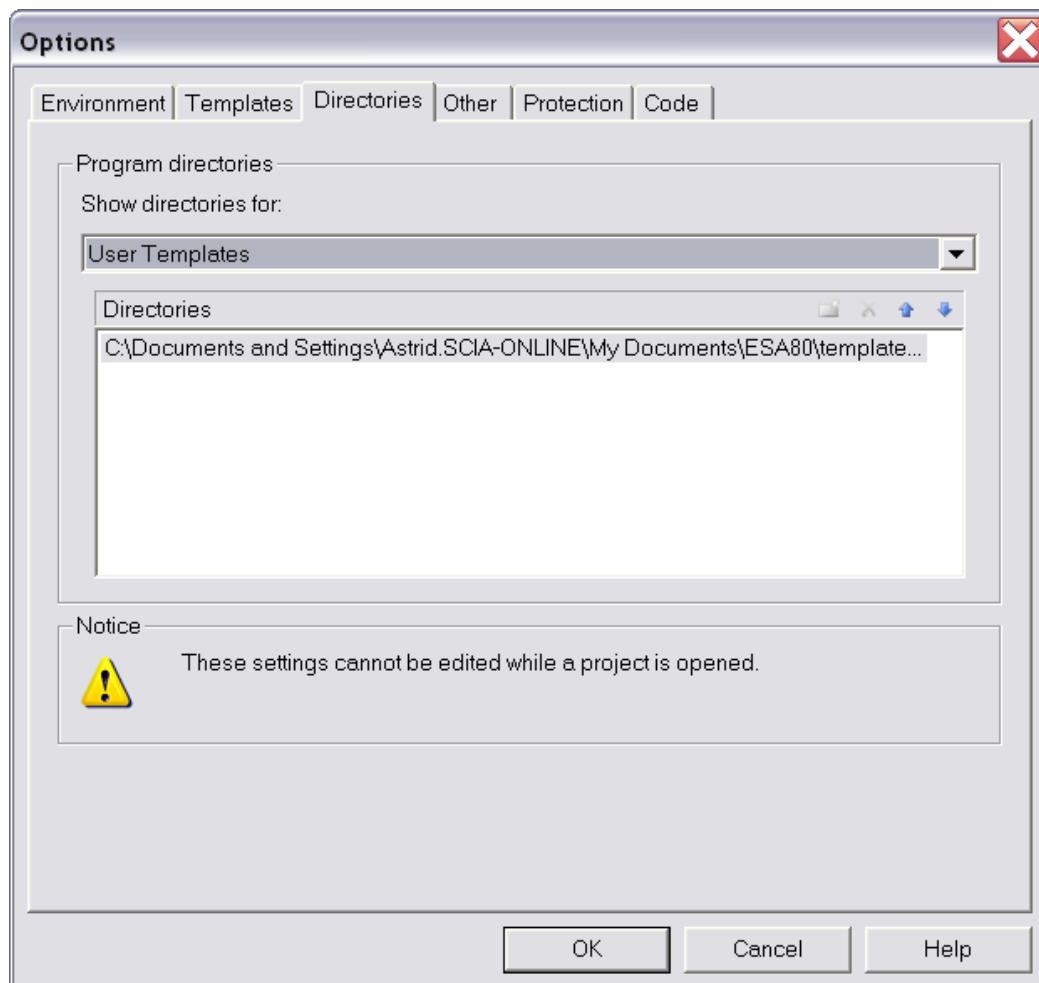 Options
Environment Templates Directories Other Protection Code
Program directories
Show directories for:
User Templates
Directories
C:\Documents and Settings\Astrid.SCIA-ONLINE\My Documents\ESA80\template...
Notice
These settings cannot be edited while a project is opened.
OK Cancel Help